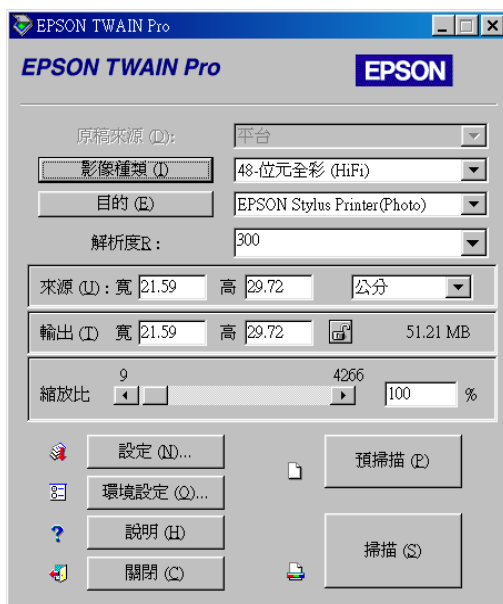 EPSON TWAIN Pro
EPSON TWAIN Pro EPSON
原稿來源 (D): 平台
影像種類 (I) 48-位元全彩 (HiFi)
目的 (E) EPSON Stylus Printer(Photo)
解析度R : 300
來源 (U) : 寬 21.59 高 29.72 公分
輸出 (T) 寬 21.59 高 29.72 51.21 MB
9 4266
縮放比 100 %
設定 (N)...
預掃描 (P)
環境設定 (O)...
說明 (H)
掃描 (S)
關閉 (C)